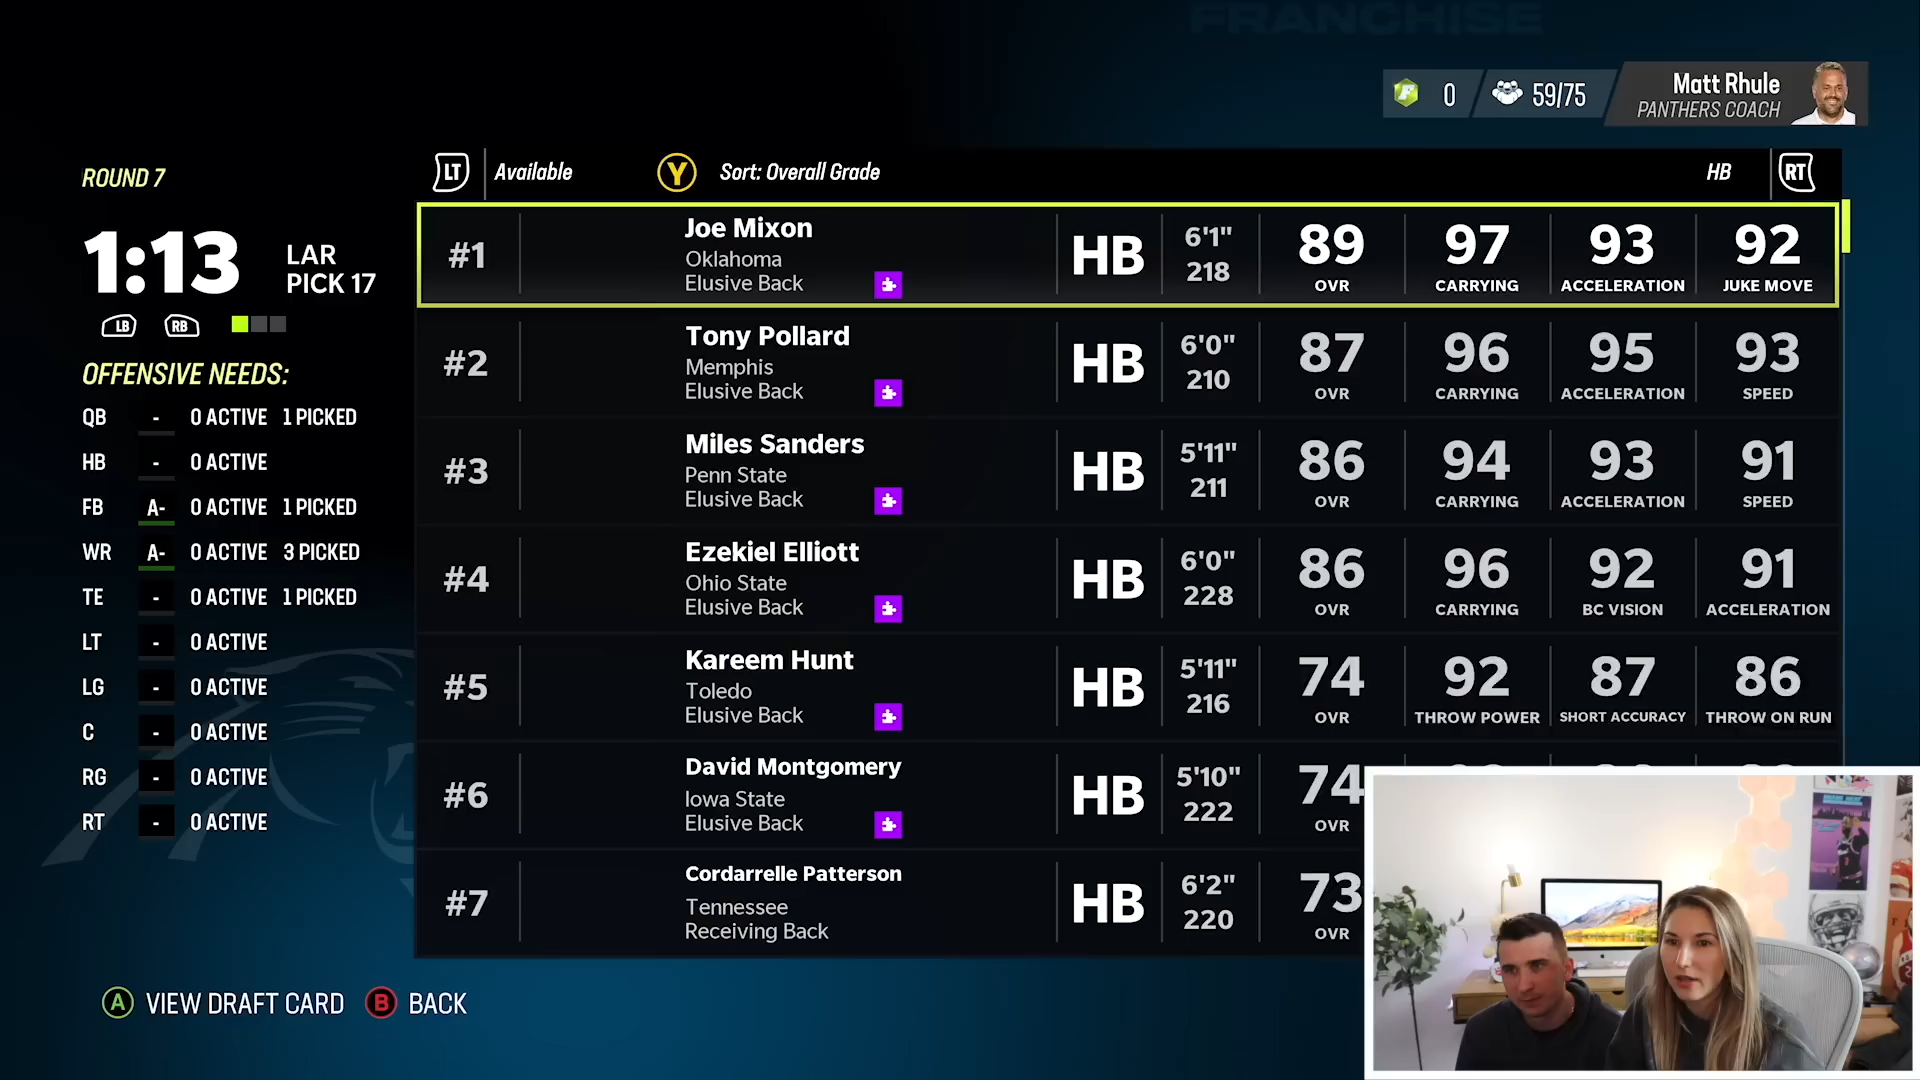 FRANCHISE
0
59/75
Matt Rhule
PANTHERS COACH
ROUND 7
1:13
LAR
PICK 17
LB
RB
OFFENSIVE NEEDS:
QB - 0 ACTIVE 1 PICKED
HB - 0 ACTIVE
FB A- 0 ACTIVE 1 PICKED
WR A- 0 ACTIVE 3 PICKED
TE - 0 ACTIVE 1 PICKED
LT - 0 ACTIVE
LG - 0 ACTIVE
C - 0 ACTIVE
RG - 0 ACTIVE
RT - 0 ACTIVE
LT Available Y Sort: Overall Grade HB RT
#1
Joe Mixon
Oklahoma
Elusive Back
HB
6'1"
218
89 97 93 92
OVR CARRYING ACCELERATION JUKE MOVE
#2
Tony Pollard
Memphis
Elusive Back
HB
6'0"
210
87 96 95 93
OVR CARRYING ACCELERATION SPEED
#3
Miles Sanders
Penn State
Elusive Back
HB
5'11"
211
86 94 93 91
OVR CARRYING ACCELERATION SPEED
#4
Ezekiel Elliott
Ohio State
Elusive Back
HB
6'0"
228
86 96 92 91
OVR CARRYING BC VISION ACCELERATION
#5
Kareem Hunt
Toledo
Elusive Back
HB
5'11"
216
74 92 87 86
OVR THROW POWER SHORT ACCURACY THROW ON RUN
#6
David Montgomery
Iowa State
Elusive Back
HB
5'10"
222
74
OVR
#7
Cordarrelle Patterson
Tennessee
Receiving Back
HB
6'2"
220
73
OVR
A VIEW DRAFT CARD B BACK